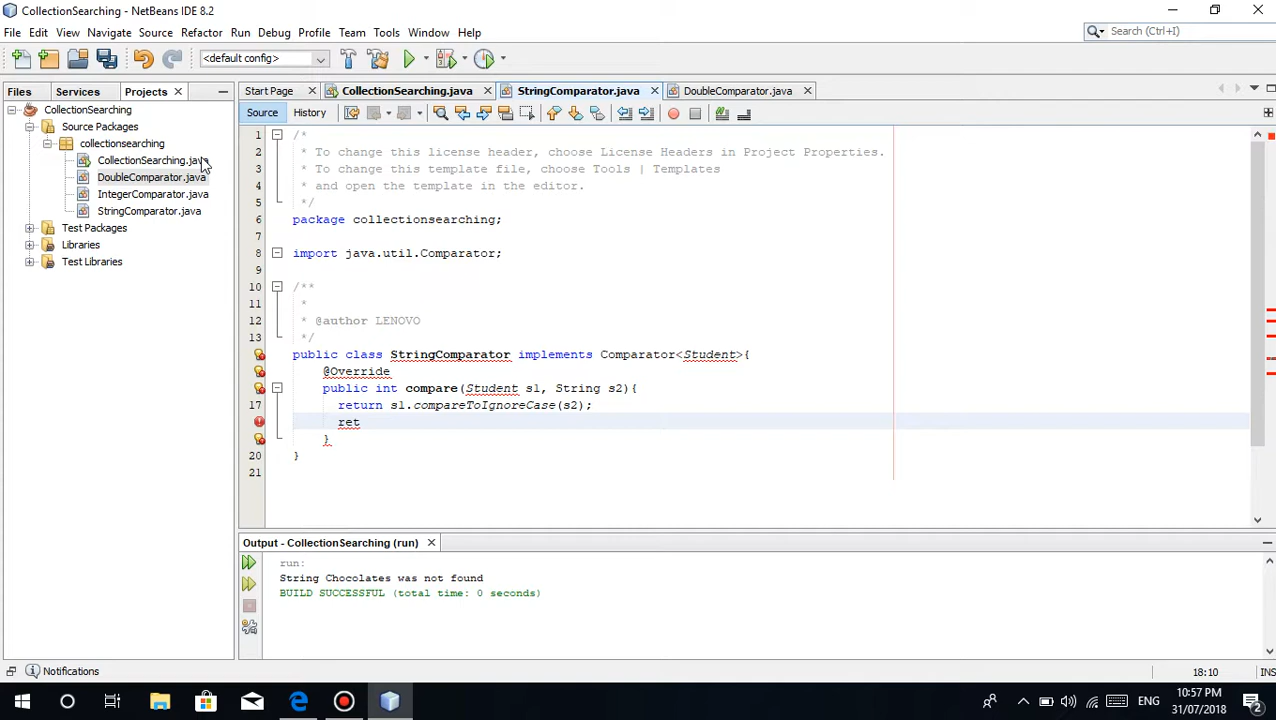 CollectionSearching - NetBeans IDE 8.2
File Edit View Navigate Source Refactor Run Debug Profile Team Tools Window Help
Search (Ctrl+I)
<default config>
Files Services Projects
Start Page CollectionSearching.java StringComparator.java DoubleComparator.java
Source History
CollectionSearching
Source Packages
collectionsearching
CollectionSearching.java
DoubleComparator.java
IntegerComparator.java
StringComparator.java
Test Packages
Libraries
Test Libraries
1 /*
2 * To change this license header, choose License Headers in Project Properties.
3 * To change this template file, choose Tools | Templates
4 * and open the template in the editor.
5 */
6 package collectionsearching;
7
8 import java.util.Comparator;
9
10 /**
11 *
12 * @author LENOVO
13 */
public class StringComparator implements Comparator<Student>{
@Override
public int compare(Student s1, String s2){
17 return s1.compareToIgnoreCase(s2);
ret
}
20 }
21
Output - CollectionSearching (run)
run:
String Chocolates was not found
BUILD SUCCESSFUL (total time: 0 seconds)
Notifications
18:10
INS
ENG
10:57 PM
31/07/2018
2